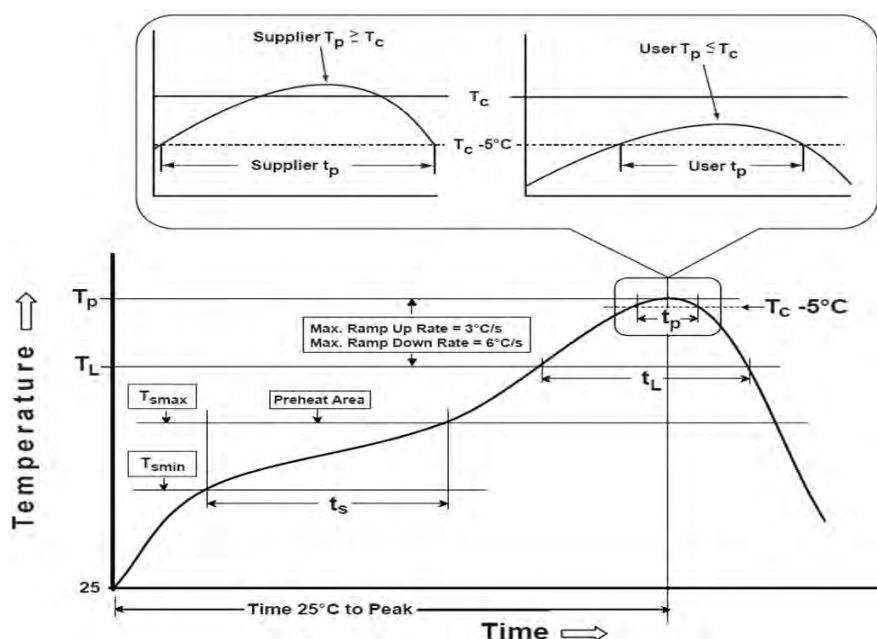 Supplier Tp ≥ Tc
User Tp ≤ Tc
Tc
Tc -5°C
Supplier tp
User tp
Tp
Tc -5°C
tp
Max. Ramp Up Rate = 3°C/s
Max. Ramp Down Rate = 6°C/s
TL
tL
Tsmax
Preheat Area
Tsmin
ts
Temperature
25
Time 25°C to Peak
Time